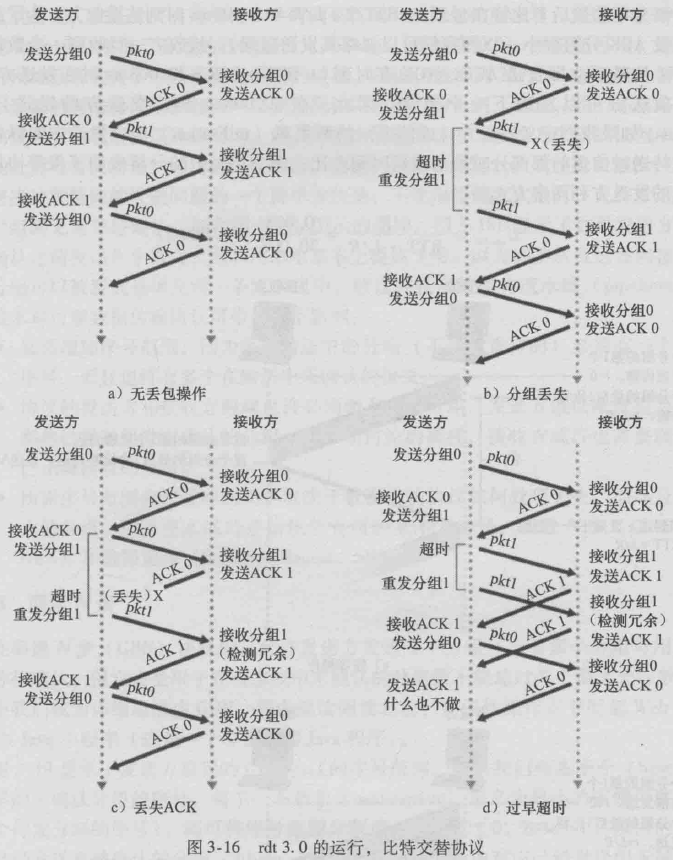 发送方 接收方
发送分组0 pkt0
接收分组0
发送ACK 0
ACK 0
接收ACK 0
发送分组1 pkt1
接收分组1
发送ACK 1
ACK 1
接收ACK 1
发送分组0 pkt0
接收分组0
发送ACK 0
ACK 0
a）无丢包操作
发送方 接收方
发送分组0 pkt0
接收分组0
发送ACK 0
ACK 0
接收ACK 0
发送分组1 pkt1
X（丢失）
超时
重发分组1 pkt1
接收分组1
发送ACK 1
ACK 1
接收ACK 1
发送分组0 pkt0
接收分组0
发送ACK 0
ACK 0
b）分组丢失
发送方 接收方
发送分组0 pkt0
接收分组0
发送ACK 0
ACK 0
接收ACK 0
发送分组1 pkt1
接收分组1
发送ACK 1
ACK 1
（丢失）X
超时
重发分组1 pkt1
接收分组1
（检测冗余）
发送ACK 1
ACK 1
接收ACK 1
发送分组0 pkt0
接收分组0
发送ACK 0
ACK 0
c）丢失ACK
发送方 接收方
发送分组0 pkt0
接收分组0
发送ACK 0
ACK 0
接收ACK 0
发送分组1 pkt1
超时
接收分组1
发送ACK 1
ACK 1
重发分组1 pkt1
接收分组1
（检测冗余）
发送ACK 1
ACK 1
接收ACK 1
发送分组0 pkt0
接收分组0
发送ACK 0
ACK 0
发送ACK 1
什么也不做
d）过早超时
图 3-16 rdt 3.0 的运行，比特交替协议